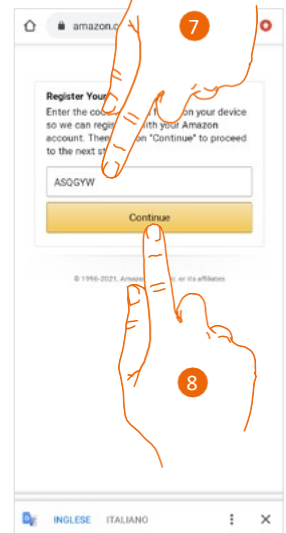 7
amazon.c
Register Your
Enter the co on your device
so we can regi with your Amazon
account. Then on "Continue" to proceed
to the next st
ASQGYW
Continue
© 1996-2021, Amazon or its affiliates
8
INGLESE ITALIANO